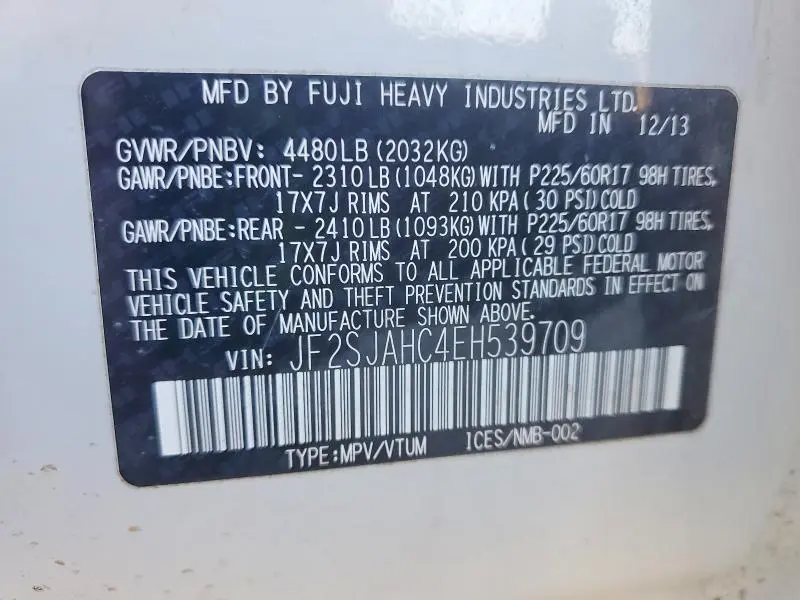 MFD BY FUJI HEAVY INDUSTRIES LTD.
MFD IN 12/13
GVWR/PNBV: 4480LB (2032KG)
GAWR/PNBE:FRONT- 2310LB (1048KG) WITH P225/60R17 98H TIRES,
17X7J RIMS AT 210 KPA (30 PSI) COLD
GAWR/PNBE:REAR - 2410LB (1093KG) WITH P225/60R17 98H TIRES,
17X7J RIMS AT 200 KPA (29 PSI) COLD
THIS VEHICLE CONFORMS TO ALL APPLICABLE FEDERAL MOTOR
VEHICLE SAFETY AND THEFT PREVENTION STANDARDS IN EFFECT ON
THE DATE OF MANUFACTURE SHOWN ABOVE.
VIN: JF2SJAHC4EH539709
TYPE:MPV/VTUM ICES/NMB-002